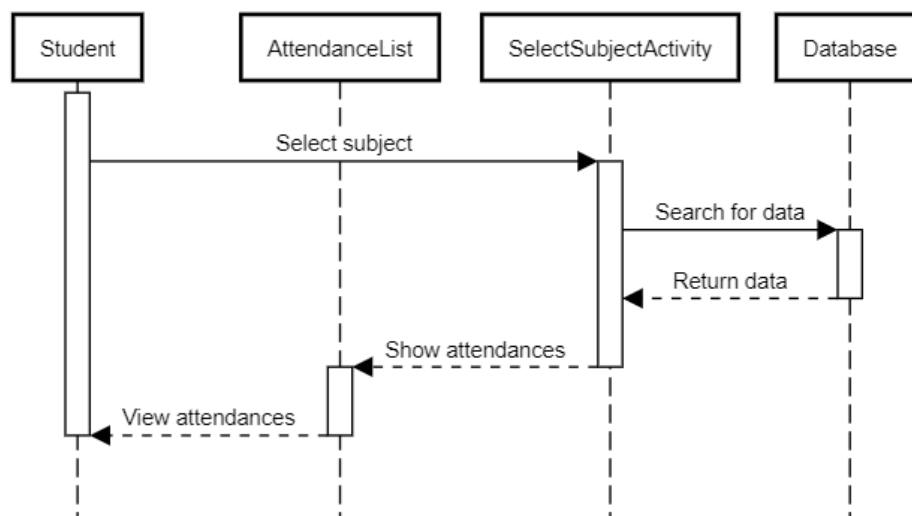 Student
AttendanceList
SelectSubjectActivity
Database
Select subject
Search for data
Return data
Show attendances
View attendances